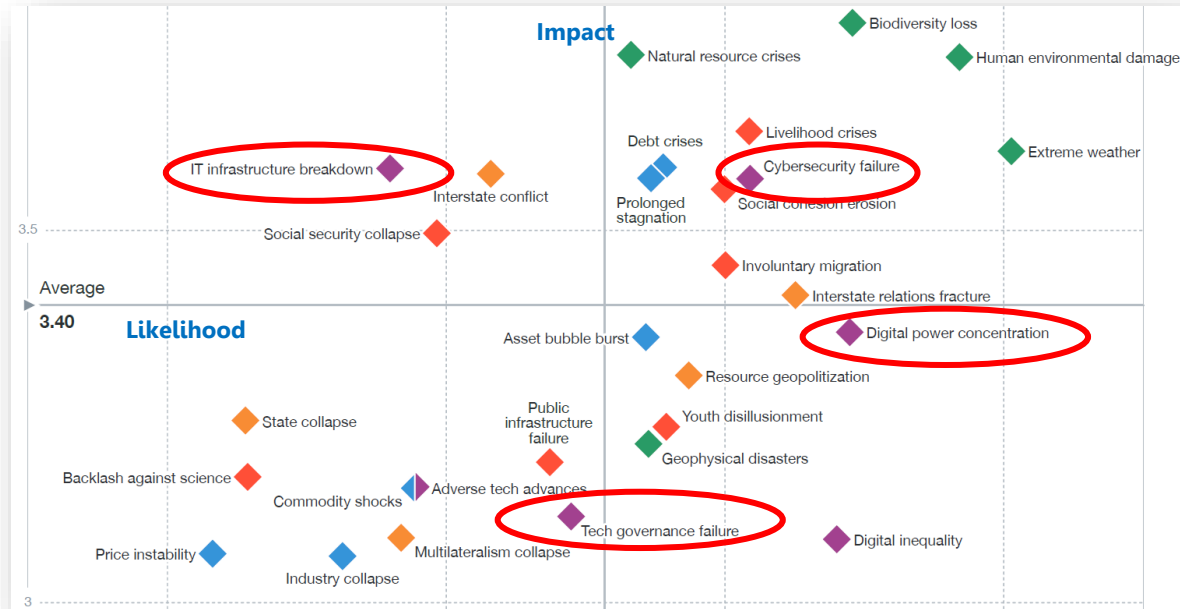 Impact
Biodiversity loss
Natural resource crises
Human environmental damage
Debt crises
Livelihood crises
Extreme weather
IT infrastructure breakdown
Cybersecurity failure
Interstate conflict
Prolonged
stagnation
Social cohesion erosion
3.5
Social security collapse
Involuntary migration
Average
Interstate relations fracture
3.40
Likelihood
Asset bubble burst
Digital power concentration
Resource geopolitization
State collapse
Public
infrastructure
failure
Youth disillusionment
Geophysical disasters
Backlash against science
Commodity shocks
Adverse tech advances
Tech governance failure
Price instability
Multilateralism collapse
Digital inequality
Industry collapse
3